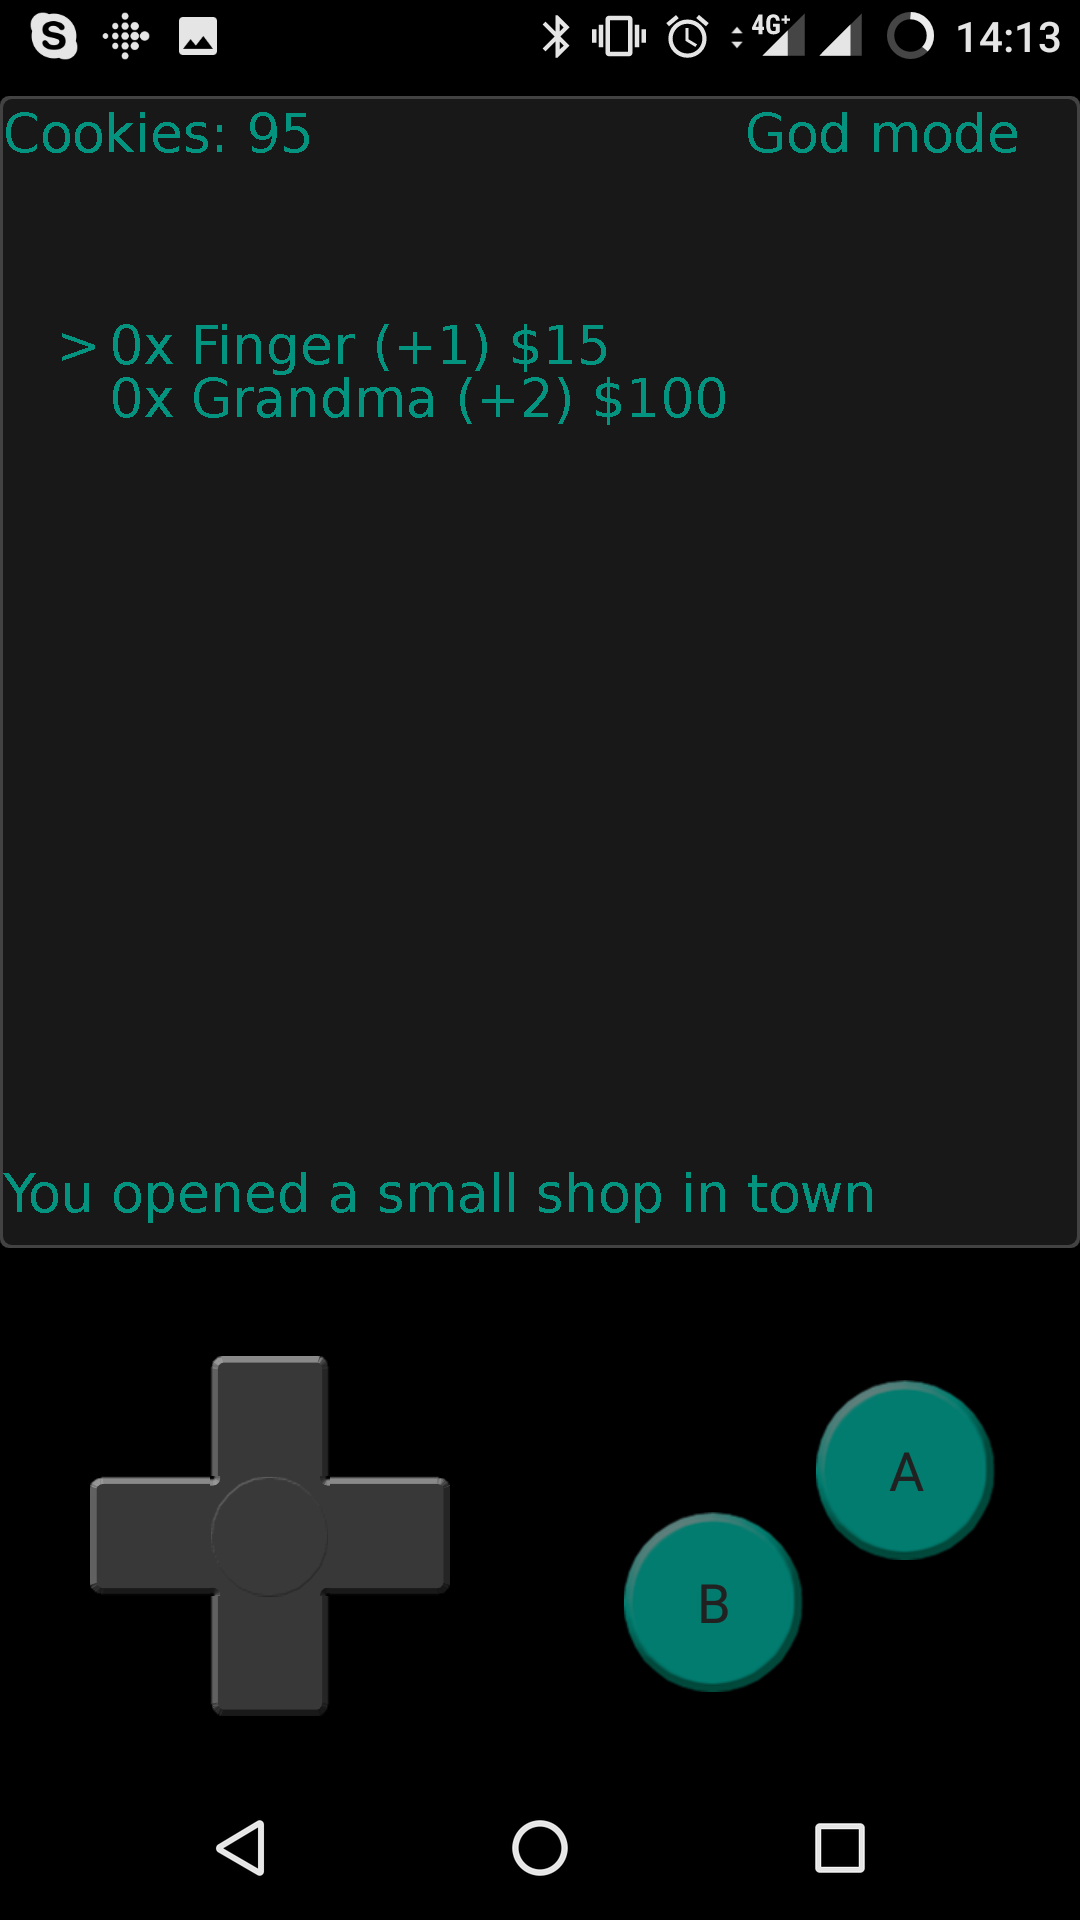 4G+ 14:13
Cookies: 95 God mode
> 0x Finger (+1) $15
0x Grandma (+2) $100
You opened a small shop in town
A
B